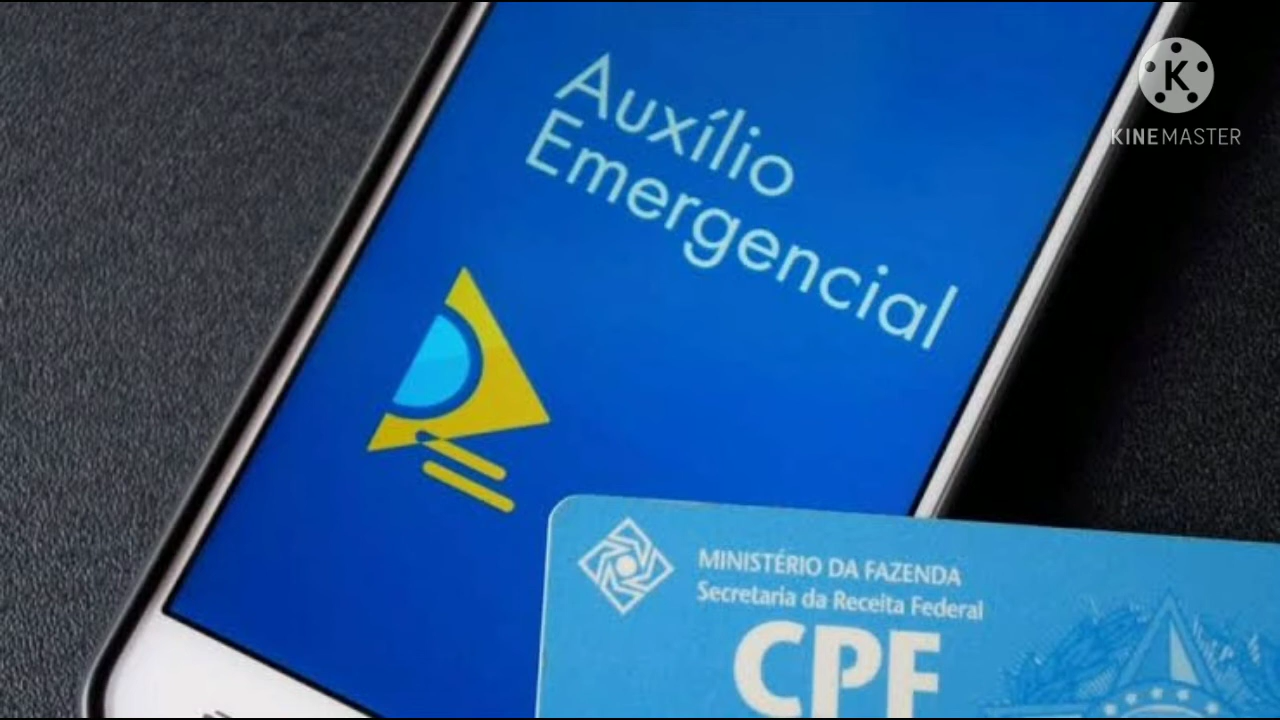 Auxílio
Emergencial
K
KINEMASTER
MINISTÉRIO DA FAZENDA
Secretaria da Receita Federal
CPF